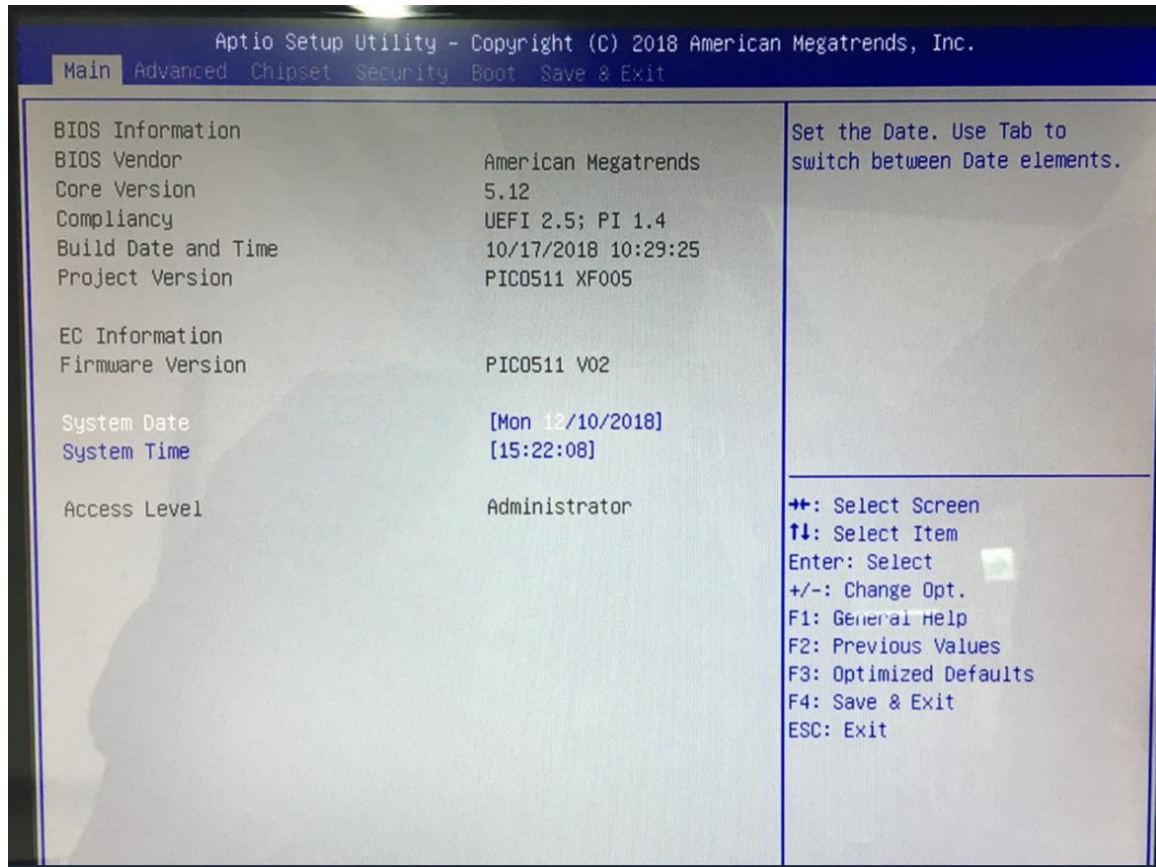 Aptio Setup Utility - Copyright (C) 2018 American Megatrends, Inc.
Main Advanced Chipset Security Boot Save & Exit
BIOS Information
BIOS Vendor American Megatrends
Core Version 5.12
Compliancy UEFI 2.5; PI 1.4
Build Date and Time 10/17/2018 10:29:25
Project Version PICO511 XF005
EC Information
Firmware Version PICO511 V02
System Date [Mon 12/10/2018]
System Time [15:22:08]
Access Level Administrator
Set the Date. Use Tab to
switch between Date elements.
→←: Select Screen
↑↓: Select Item
Enter: Select
+/-: Change Opt.
F1: General Help
F2: Previous Values
F3: Optimized Defaults
F4: Save & Exit
ESC: Exit